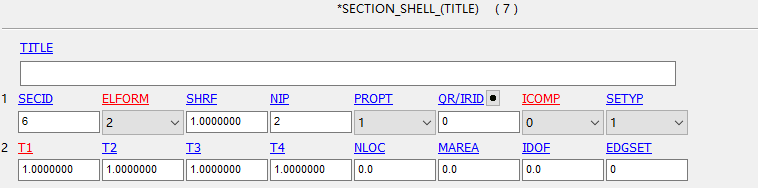 *SECTION_SHELL_(TITLE) (7)
TITLE
1 SECID ELFORM SHRF NIP PROPT QR/IRID ICOMP SETYP
6 2 1.0000000 2 1 0 0 1
2 T1 T2 T3 T4 NLOC MAREA IDOF EDGSET
1.0000000 1.0000000 1.0000000 1.0000000 0.0 0.0 0.0 0